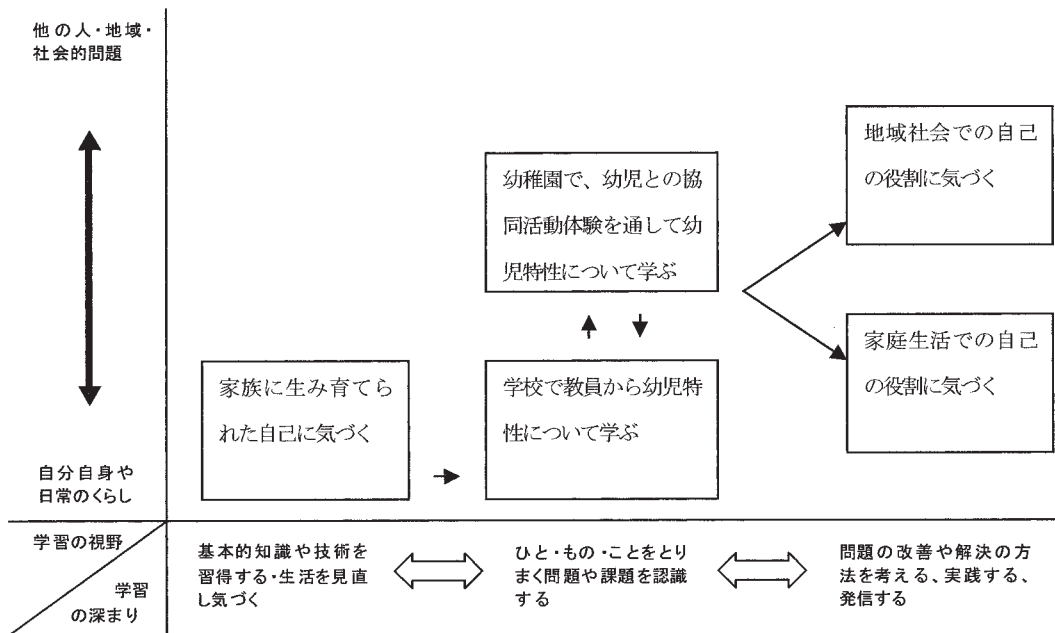 他の人・地域・
社会的問題
地域社会での自己
の役割に気づく
幼稚園で、幼児との協
同活動体験を通して幼
児特性について学ぶ
家庭生活での自己
の役割に気づく
家族に生み育てら
れた自己に気づく
学校で教員から幼児特
性について学ぶ
自分自身や
日常のくらし
学習の視野
学習
の深まり
基本的知識や技術を
習得する・生活を見直
し気づく
ひと・もの・ことをとり
まく問題や課題を認識
する
問題の改善や解決の方
法を考える、実践する、
発信する